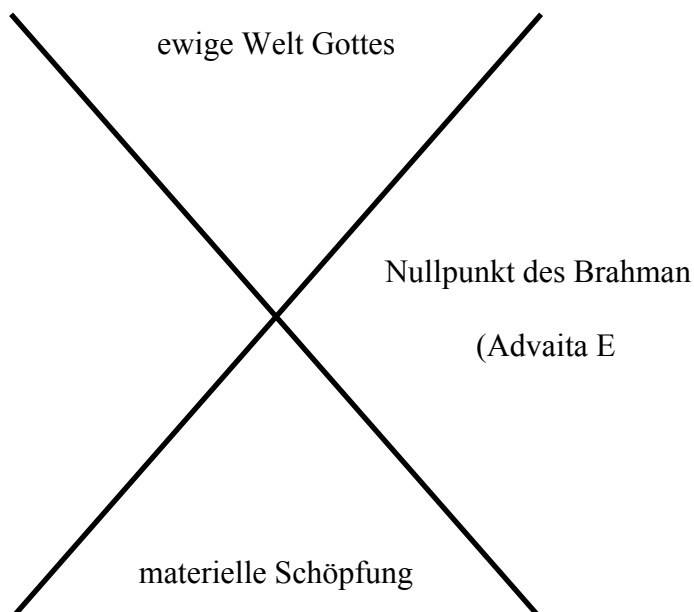 ewige Welt Gottes
Nullpunkt des Brahman
(Advaita E
materielle Schöpfung